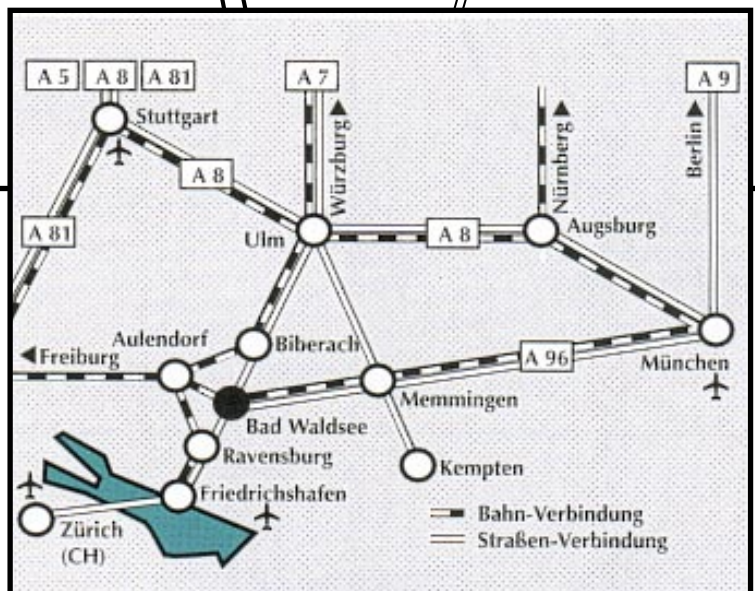 A 5
A 8
A 81
A 7
A 9
Stuttgart
Würzburg
Nürnberg
Berlin
A 8
A 81
Ulm
A 8
Augsburg
Aulendorf
Biberach
Freiburg
A 96
München
Memmingen
Bad Waldsee
Ravensburg
Kempten
Friedrichshafen
Zürich
(CH)
Bahn-Verbindung
Straßen-Verbindung